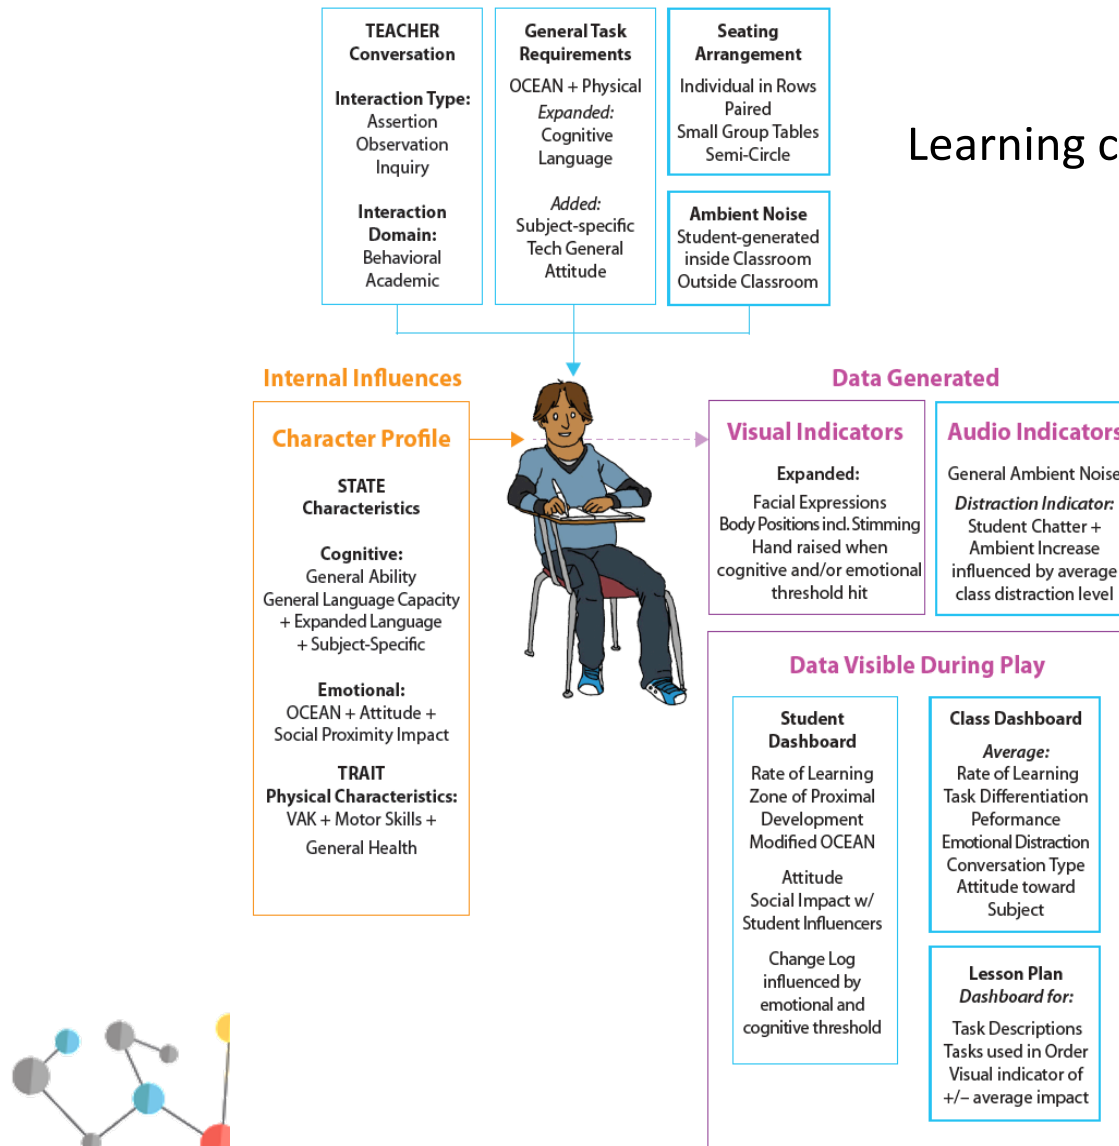 TEACHER
Conversation
Interaction Type:
Assertion
Observation
Inquiry
Interaction
Domain:
Behavioral
Academic
General Task
Requirements
OCEAN + Physical
Expanded:
Cognitive
Language
Added:
Subject-specific
Tech General
Attitude
Seating
Arrangement
Individual in Rows
Paired
Small Group Tables
Semi-Circle
Ambient Noise
Student-generated
inside Classroom
Outside Classroom
Learning c
Internal Influences
Character Profile
STATE
Characteristics
Cognitive:
General Ability
General Language Capacity
+ Expanded Language
+ Subject-Specific
Emotional:
OCEAN + Attitude +
Social Proximity Impact
TRAIT
Physical Characteristics:
VAK + Motor Skills +
General Health
Data Generated
Visual Indicators
Expanded:
Facial Expressions
Body Positions incl. Stimming
Hand raised when
cognitive and/or emotional
threshold hit
Audio Indicators
General Ambient Noise
Distraction Indicator:
Student Chatter +
Ambient Increase
influenced by average
class distraction level
Data Visible During Play
Student
Dashboard
Rate of Learning
Zone of Proximal
Development
Modified OCEAN
Attitude
Social Impact w/
Student Influencers
Change Log
influenced by
emotional and
cognitive threshold
Class Dashboard
Average:
Rate of Learning
Task Differentiation
Peformance
Emotional Distraction
Conversation Type
Attitude toward
Subject
Lesson Plan
Dashboard for:
Task Descriptions
Tasks used in Order
Visual indicator of
+/– average impact